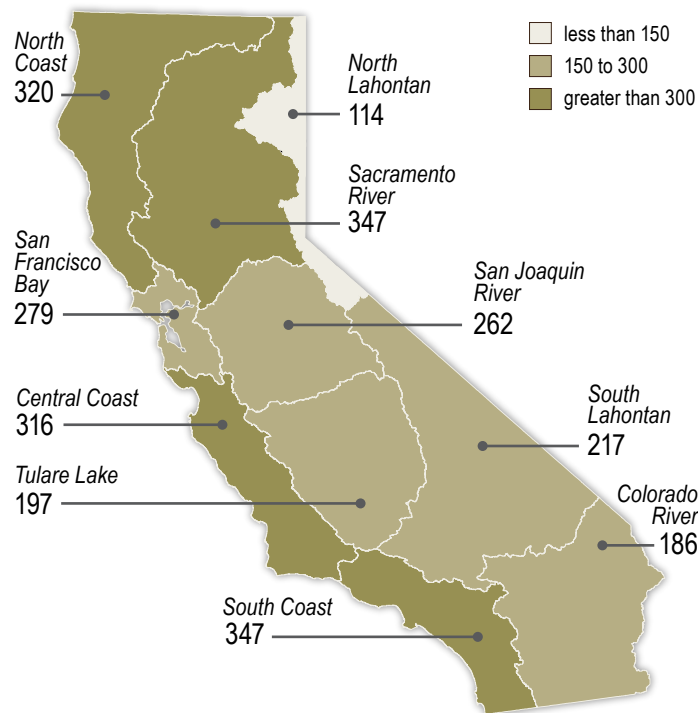 North
Coast
320
less than 150
150 to 300
greater than 300
North
Lahontan
114
Sacramento
River
347
San
Francisco
Bay
279
San Joaquin
River
262
Central Coast
316
South
Lahontan
217
Tulare Lake
197
Colorado
River
186
South Coast
347